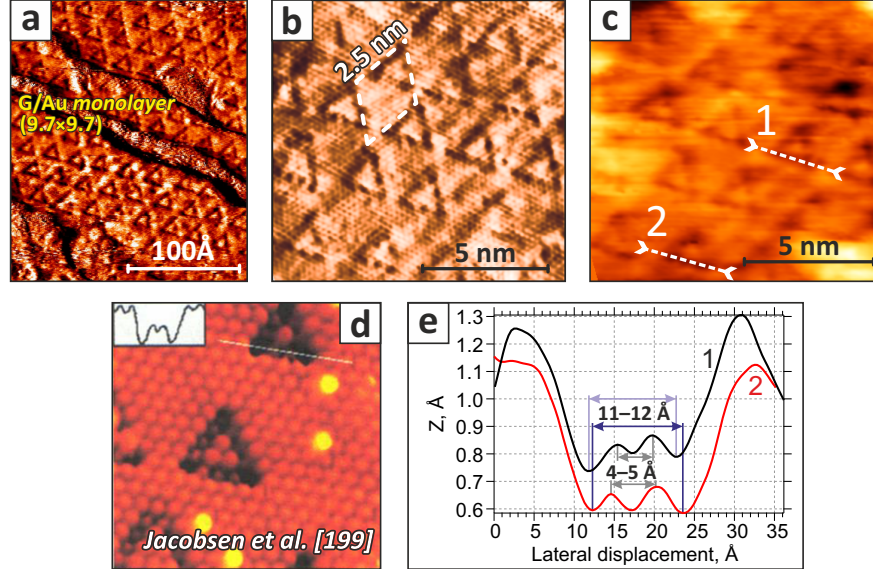 a
G/Au monolayer
(9.7×9.7)
100Å
b
2.5 nm
5 nm
c
1
2
5 nm
d
Jacobsen et al. [199]
e
1.3
1.2
1.1
1.0
0.9
0.8
0.7
0.6
Z, Å
1
2
11–12 Å
4–5 Å
0 5 10 15 20 25 30 35
Lateral displacement, Å